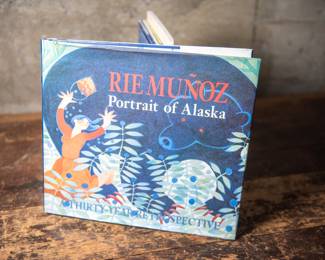 RIE MUÑOZ
Portrait of Alaska
A THIRTY-YEAR RETROSPECTIVE